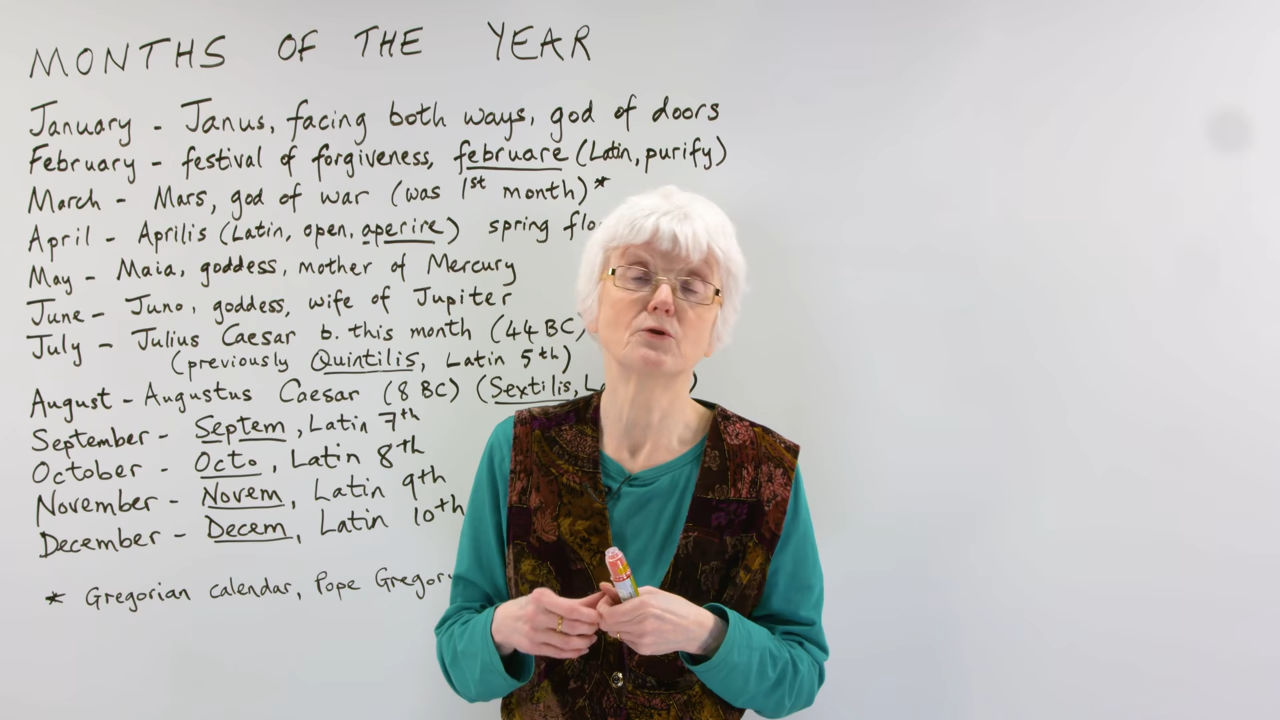 MONTHS OF THE YEAR
January - Janus, facing both ways, god of doors
February - festival of forgiveness, februare (Latin, purify)
March - Mars, god of war (was 1st month)*
April - Aprilis (Latin, open, aperire) spring
May - Maia, goddess, mother of Mercury
June - Juno, goddess, wife of Jupiter
July - Julius Caesar b. this month (44 BC)
(previously Quintilis, Latin 5th)
August - Augustus Caesar (8 BC) (Sextilis,
September - Septem, Latin 7th
October - Octo, Latin 8th
November - Novem, Latin 9th
December - Decem, Latin 10th
* Gregorian calendar, Pope Gregory